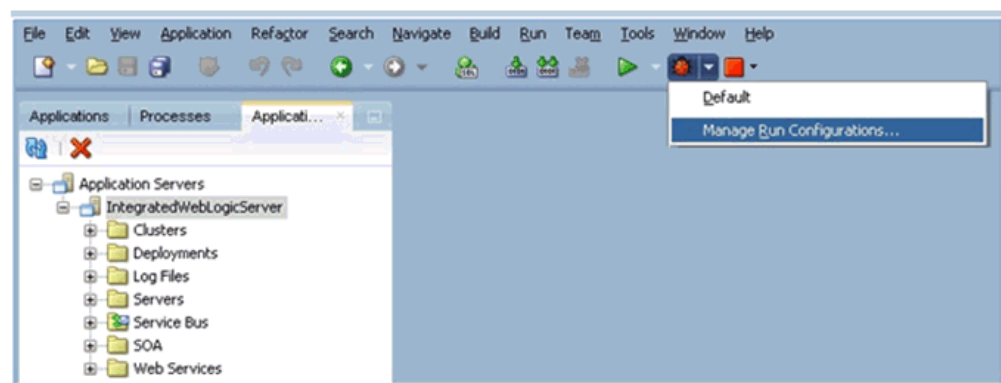 File Edit View Application Refactor Search Navigate Build Run Team Tools Window Help
Default
Manage Run Configurations...
Applications Processes Applicati...
Application Servers
IntegratedWebLogicServer
Clusters
Deployments
Log Files
Servers
Service Bus
SOA
Web Services